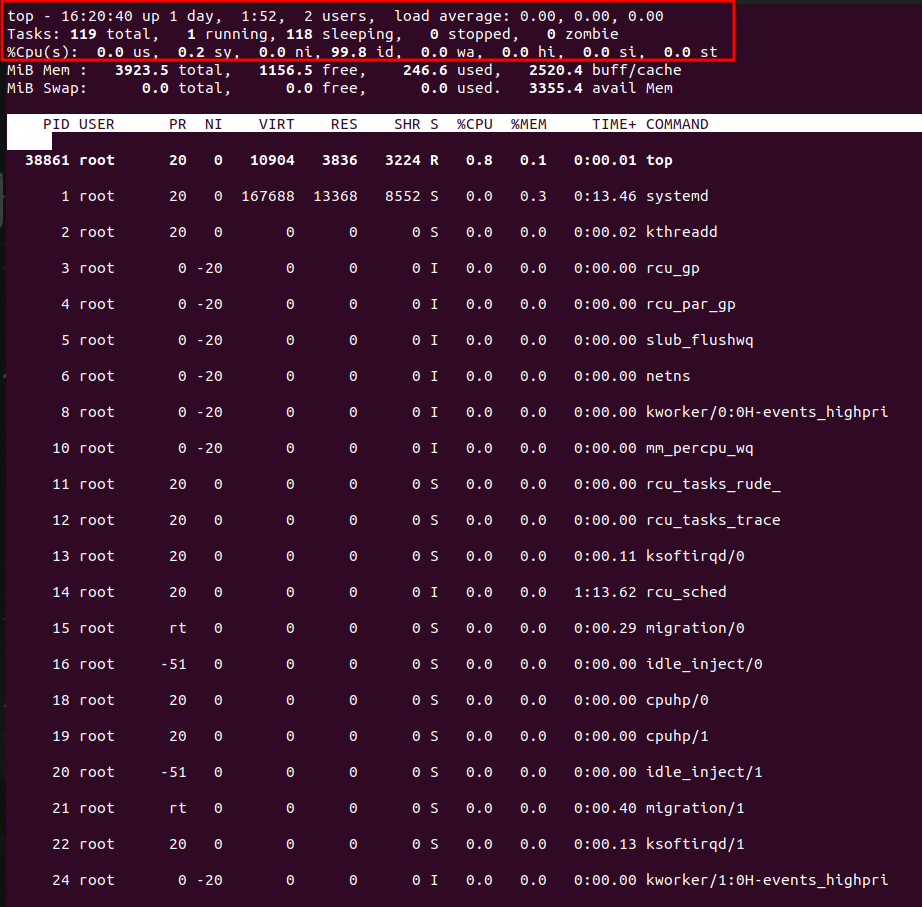 top - 16:20:40 up 1 day,  1:52,  2 users,  load average: 0.00, 0.00, 0.00
Tasks: 119 total,   1 running, 118 sleeping,   0 stopped,   0 zombie
%Cpu(s):  0.0 us,  0.2 sy,  0.0 ni, 99.8 id,  0.0 wa,  0.0 hi,  0.0 si,  0.0 st
MiB Mem :   3923.5 total,   1156.5 free,    246.6 used,   2520.4 buff/cache
MiB Swap:      0.0 total,      0.0 free,      0.0 used.   3355.4 avail Mem
PID USER      PR  NI    VIRT    RES    SHR S  %CPU  %MEM     TIME+ COMMAND
38861 root      20   0   10904   3836   3224 R   0.8   0.1   0:00.01 top
1 root      20   0  167688  13368   8552 S   0.0   0.3   0:13.46 systemd
2 root      20   0       0      0      0 S   0.0   0.0   0:00.02 kthreadd
3 root       0 -20       0      0      0 I   0.0   0.0   0:00.00 rcu_gp
4 root       0 -20       0      0      0 I   0.0   0.0   0:00.00 rcu_par_gp
5 root       0 -20       0      0      0 I   0.0   0.0   0:00.00 slub_flushwq
6 root       0 -20       0      0      0 I   0.0   0.0   0:00.00 netns
8 root       0 -20       0      0      0 I   0.0   0.0   0:00.00 kworker/0:0H-events_highpri
10 root       0 -20       0      0      0 I   0.0   0.0   0:00.00 mm_percpu_wq
11 root      20   0       0      0      0 S   0.0   0.0   0:00.00 rcu_tasks_rude_
12 root      20   0       0      0      0 S   0.0   0.0   0:00.00 rcu_tasks_trace
13 root      20   0       0      0      0 S   0.0   0.0   0:00.11 ksoftirqd/0
14 root      20   0       0      0      0 I   0.0   0.0   1:13.62 rcu_sched
15 root      rt   0       0      0      0 S   0.0   0.0   0:00.29 migration/0
16 root     -51   0       0      0      0 S   0.0   0.0   0:00.00 idle_inject/0
18 root      20   0       0      0      0 S   0.0   0.0   0:00.00 cpuhp/0
19 root      20   0       0      0      0 S   0.0   0.0   0:00.00 cpuhp/1
20 root     -51   0       0      0      0 S   0.0   0.0   0:00.00 idle_inject/1
21 root      rt   0       0      0      0 S   0.0   0.0   0:00.40 migration/1
22 root      20   0       0      0      0 S   0.0   0.0   0:00.13 ksoftirqd/1
24 root       0 -20       0      0      0 I   0.0   0.0   0:00.00 kworker/1:0H-events_highpri